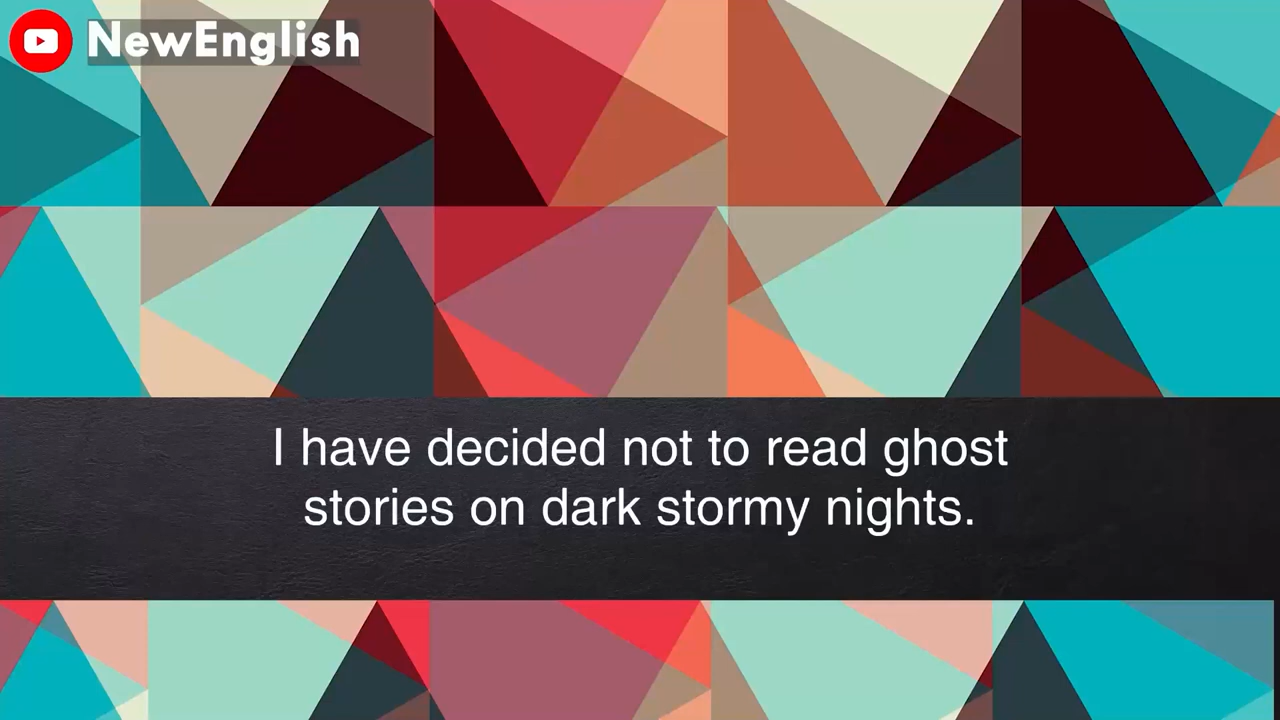 NewEnglish
I have decided not to read ghost
stories on dark stormy nights.